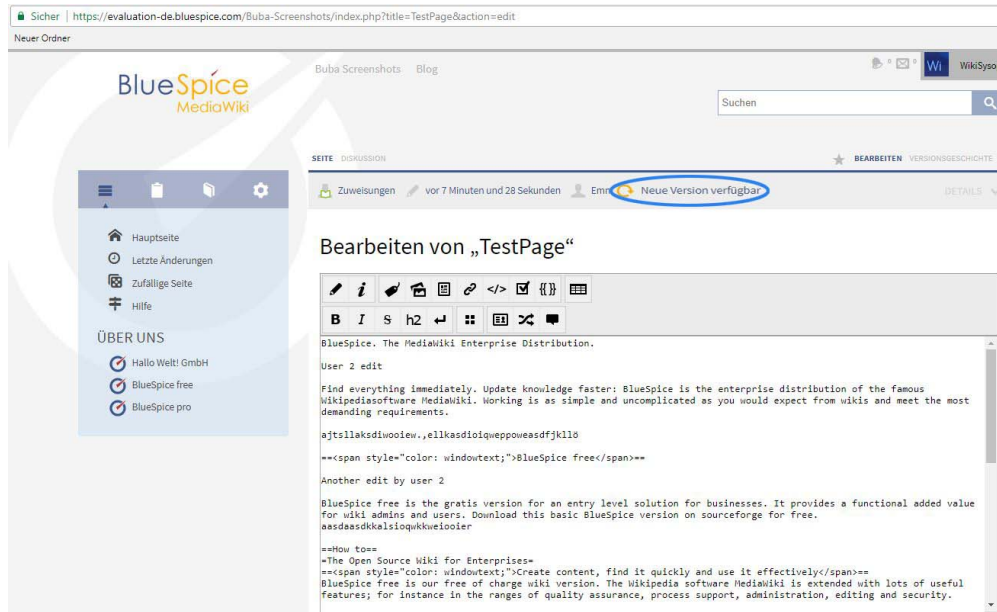 Sicher | https://evaluation-de.bluespice.com/Buba-Screenshots/index.php?title=TestPage&action=edit
Neuer Ordner
BlueSpice
MediaWiki
Buba Screenshots Blog
0 0 Wi WikiSyso
Suchen
SEITE DISKUSSION
BEARBEITEN VERSIONSGESCHICHTE
Zuweisungen vor 7 Minuten und 28 Sekunden Emn Neue Version verfügbar DETAILS
Hauptseite
Letzte Änderungen
Zufällige Seite
Hilfe
ÜBER UNS
Hallo Welt! GmbH
BlueSpice free
BlueSpice pro
Bearbeiten von „TestPage“
i </> {{}}
B I S h2
BlueSpice. The MediaWiki Enterprise Distribution.
User 2 edit
Find everything immediately. Update knowledge faster: BlueSpice is the enterprise distribution of the famous
Wikipediasoftware MediaWiki. Working is as simple and uncomplicated as you would expect from wikis and meet the most
demanding requirements.
ajtsllaksdiwooiew.,ellkasdioiqweppoweasdfjkllö
==<span style="color: windowtext;">BlueSpice free</span>==
Another edit by user 2
BlueSpice free is the gratis version for an entry level solution for businesses. It provides a functional added value
for wiki admins and users. Download this basic BlueSpice version on sourceforge for free.
aasdaasdkkalsioqwkkweiooier
==How to==
=The Open Source Wiki for Enterprises=
==<span style="color: windowtext;">Create content, find it quickly and use it effectively</span>==
BlueSpice free is our free of charge wiki version. The Wikipedia software MediaWiki is extended with lots of useful
features; for instance in the ranges of quality assurance, process support, administration, editing and security.